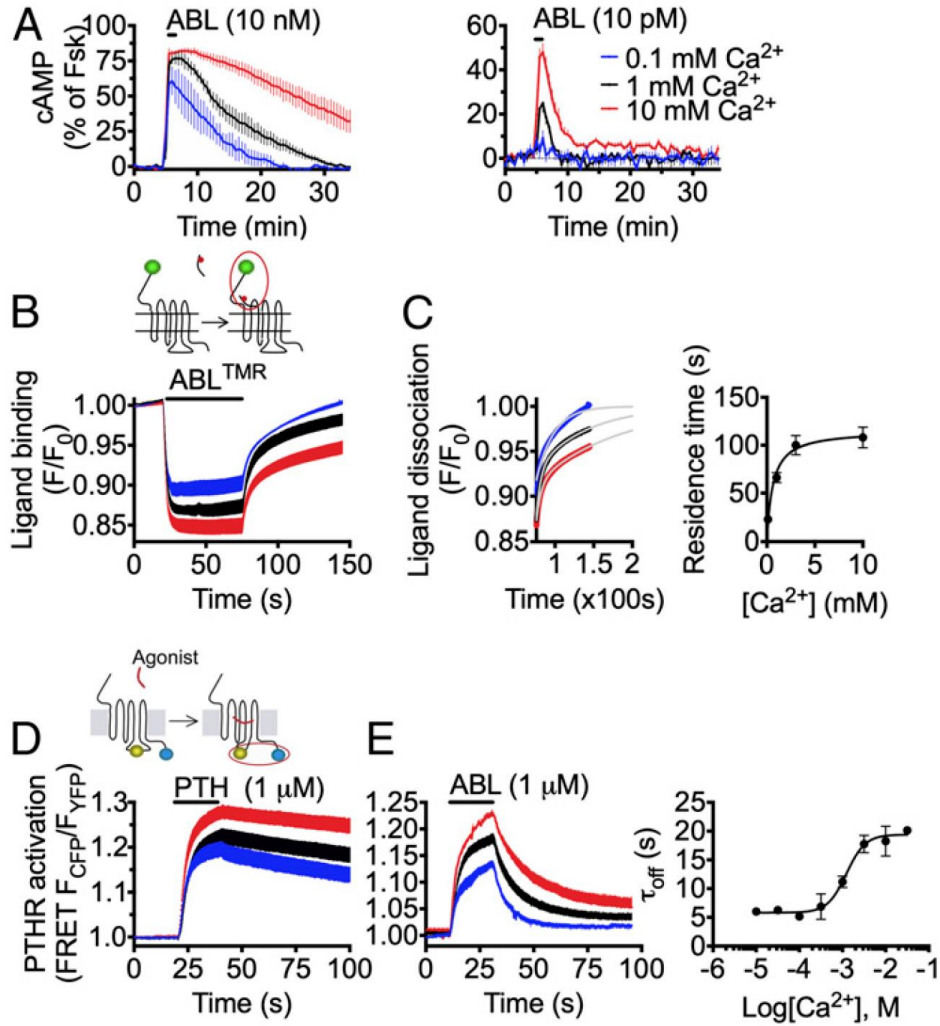 A
ABL (10 nM)
cAMP
(% of Fsk)
100
75
50
25
0
0 10 20 30
Time (min)
ABL (10 pM)
60
40
20
0
0 10 20 30
Time (min)
0.1 mM Ca²⁺
1 mM Ca²⁺
10 mM Ca²⁺
B
ABL^TMR
Ligand binding
(F/F₀)
1.00
0.95
0.90
0.85
0 50 100 150
Time (s)
C
Ligand dissociation
(F/F₀)
1.00
0.95
0.90
0.85
1 1.5 2
Time (x100s)
Residence time (s)
150
100
50
0
0 5 10
[Ca²⁺] (mM)
Agonist
D
PTH (1 μM)
PTHR activation
(FRET F_CFP/F_YFP)
1.3
1.2
1.1
1.0
0 25 50 75 100
Time (s)
E
ABL (1 μM)
1.25
1.20
1.15
1.10
1.05
1.00
0 25 50 75 100
Time (s)
τ_off (s)
25
20
15
10
5
0
-6 -5 -4 -3 -2 -1
Log[Ca²⁺], M